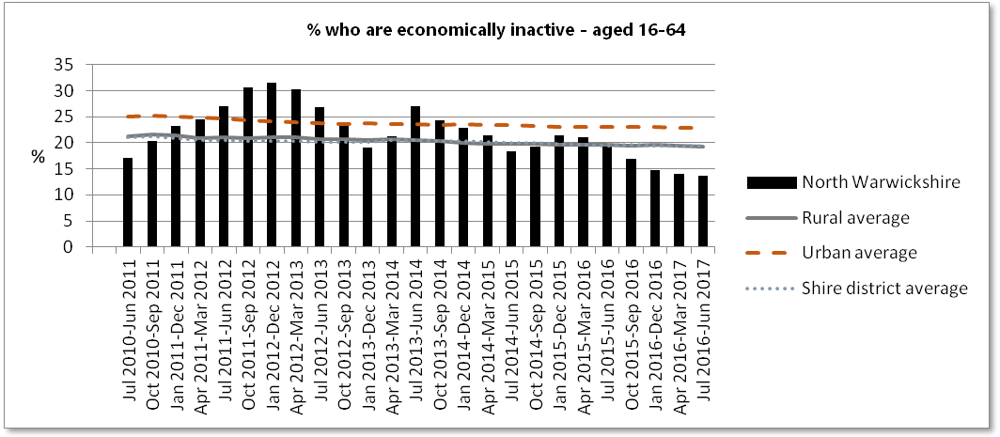 % who are economically inactive - aged 16-64
35
30
25
20
15
10
5
0
%
Jul 2010-Jun 2011
Oct 2010-Sep 2011
Jan 2011-Dec 2011
Apr 2011-Mar 2012
Jul 2011-Jun 2012
Oct 2011-Sep 2012
Jan 2012-Dec 2012
Apr 2012-Mar 2013
Jul 2012-Jun 2013
Oct 2012-Sep 2013
Jan 2013-Dec 2013
Apr 2013-Mar 2014
Jul 2013-Jun 2014
Oct 2013-Sep 2014
Jan 2014-Dec 2014
Apr 2014-Mar 2015
Jul 2014-Jun 2015
Oct 2014-Sep 2015
Jan 2015-Dec 2015
Apr 2015-Mar 2016
Jul 2015-Jun 2016
Oct 2015-Sep 2016
Jan 2016-Dec 2016
Apr 2016-Mar 2017
Jul 2016-Jun 2017
North Warwickshire
Rural average
Urban average
Shire district average